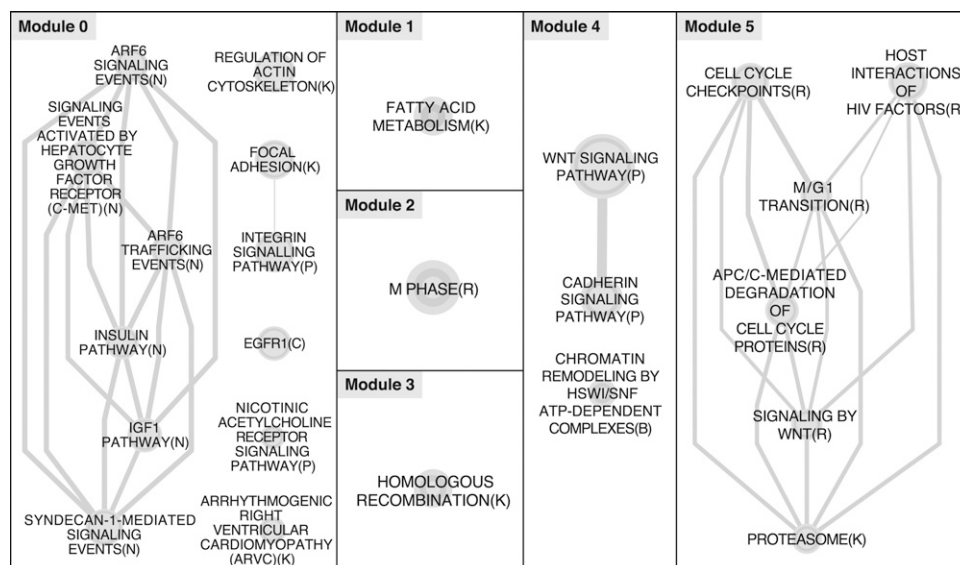 Module 0
ARF6
SIGNALING
EVENTS(N)
SIGNALING
EVENTS
ACTIVATED BY
HEPATOCYTE
GROWTH
FACTOR
RECEPTOR
(C-MET)(N)
ARF6
TRAFFICKING
EVENTS(N)
INSULIN
PATHWAY(N)
IGF1
PATHWAY(N)
SYNDECAN-1-MEDIATED
SIGNALING
EVENTS(N)
REGULATION OF
ACTIN
CYTOSKELETON(K)
FOCAL
ADHESION(K)
INTEGRIN
SIGNALLING
PATHWAY(P)
EGFR1(C)
NICOTINIC
ACETYLCHOLINE
RECEPTOR
SIGNALING
PATHWAY(P)
ARRHYTHMOGENIC
RIGHT
VENTRICULAR
CARDIOMYOPATHY
(ARVC)(K)
Module 1
FATTY ACID
METABOLISM(K)
Module 2
M PHASE(R)
Module 3
HOMOLOGOUS
RECOMBINATION(K)
Module 4
WNT SIGNALING
PATHWAY(P)
CADHERIN
SIGNALING
PATHWAY(P)
CHROMATIN
REMODELING BY
HSWI/SNF
ATP-DEPENDENT
COMPLEXES(B)
Module 5
CELL CYCLE
CHECKPOINTS(R)
HOST
INTERACTIONS
OF
HIV FACTORS(R
M/G1
TRANSITION(R)
APC/C-MEDIATED
DEGRADATION
OF
CELL CYCLE
PROTEINS(R)
SIGNALING BY
WNT(R)
PROTEASOME(K)